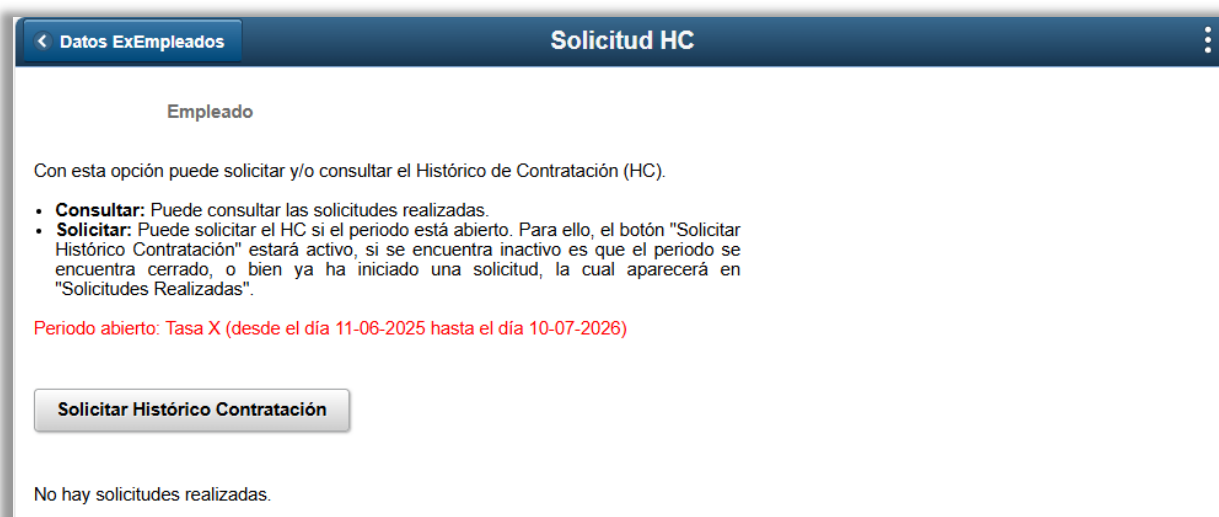 Datos ExEmpleados
Solicitud HC
Empleado
Con esta opción puede solicitar y/o consultar el Histórico de Contratación (HC).
• Consultar: Puede consultar las solicitudes realizadas.
• Solicitar: Puede solicitar el HC si el periodo está abierto. Para ello, el botón "Solicitar
Histórico Contratación" estará activo, si se encuentra inactivo es que el periodo se
encuentra cerrado, o bien ya ha iniciado una solicitud, la cual aparecerá en
"Solicitudes Realizadas".
Periodo abierto: Tasa X (desde el día 11-06-2025 hasta el día 10-07-2026)
Solicitar Histórico Contratación
No hay solicitudes realizadas.